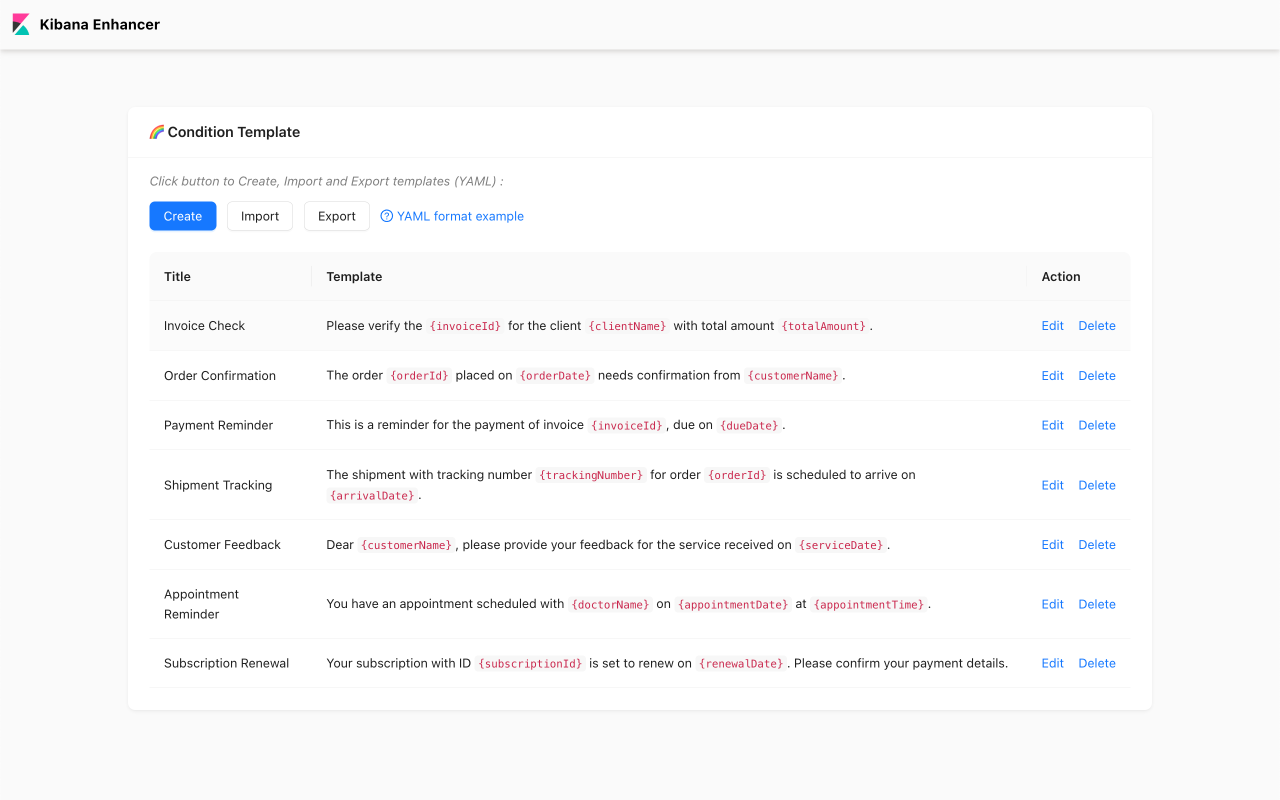 Kibana Enhancer
🌈 Condition Template
Click button to Create, Import and Export templates (YAML) :
Create Import Export YAML format example
Title Template Action
Invoice Check Please verify the {invoiceId} for the client {clientName} with total amount {totalAmount} . Edit Delete
Order Confirmation The order {orderId} placed on {orderDate} needs confirmation from {customerName} . Edit Delete
Payment Reminder This is a reminder for the payment of invoice {invoiceId} , due on {dueDate} . Edit Delete
Shipment Tracking The shipment with tracking number {trackingNumber} for order {orderId} is scheduled to arrive on
{arrivalDate} . Edit Delete
Customer Feedback Dear {customerName} , please provide your feedback for the service received on {serviceDate} . Edit Delete
Appointment
Reminder You have an appointment scheduled with {doctorName} on {appointmentDate} at {appointmentTime} . Edit Delete
Subscription Renewal Your subscription with ID {subscriptionId} is set to renew on {renewalDate} . Please confirm your payment details. Edit Delete